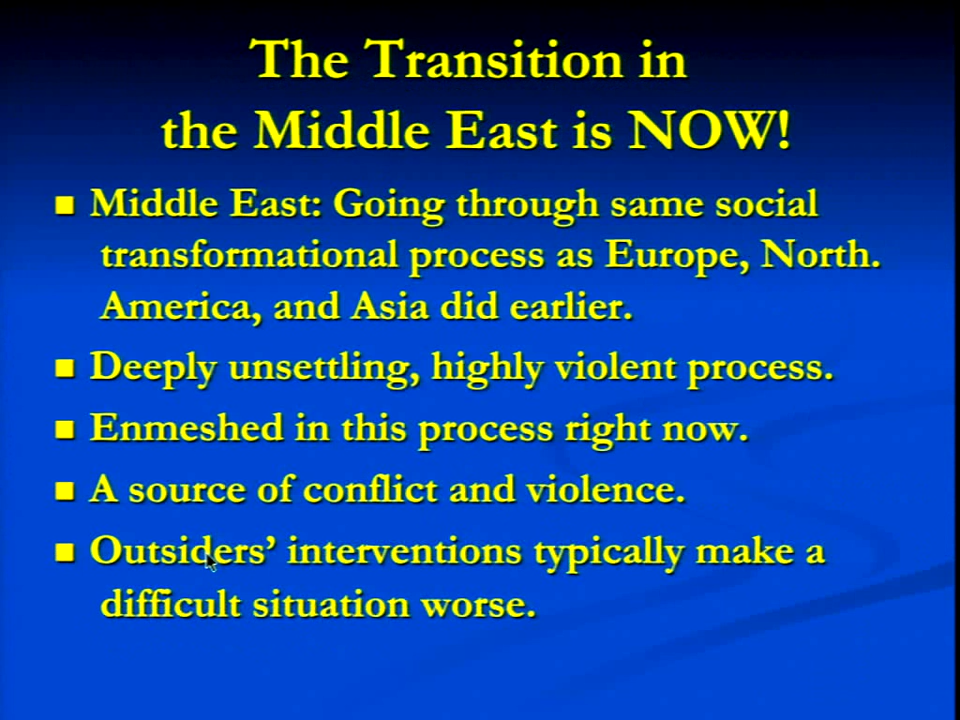 The Transition in
the Middle East is NOW!
■ Middle East: Going through same social
transformational process as Europe, North.
America, and Asia did earlier.
■ Deeply unsettling, highly violent process.
■ Enmeshed in this process right now.
■ A source of conflict and violence.
■ Outsiders’ interventions typically make a
difficult situation worse.